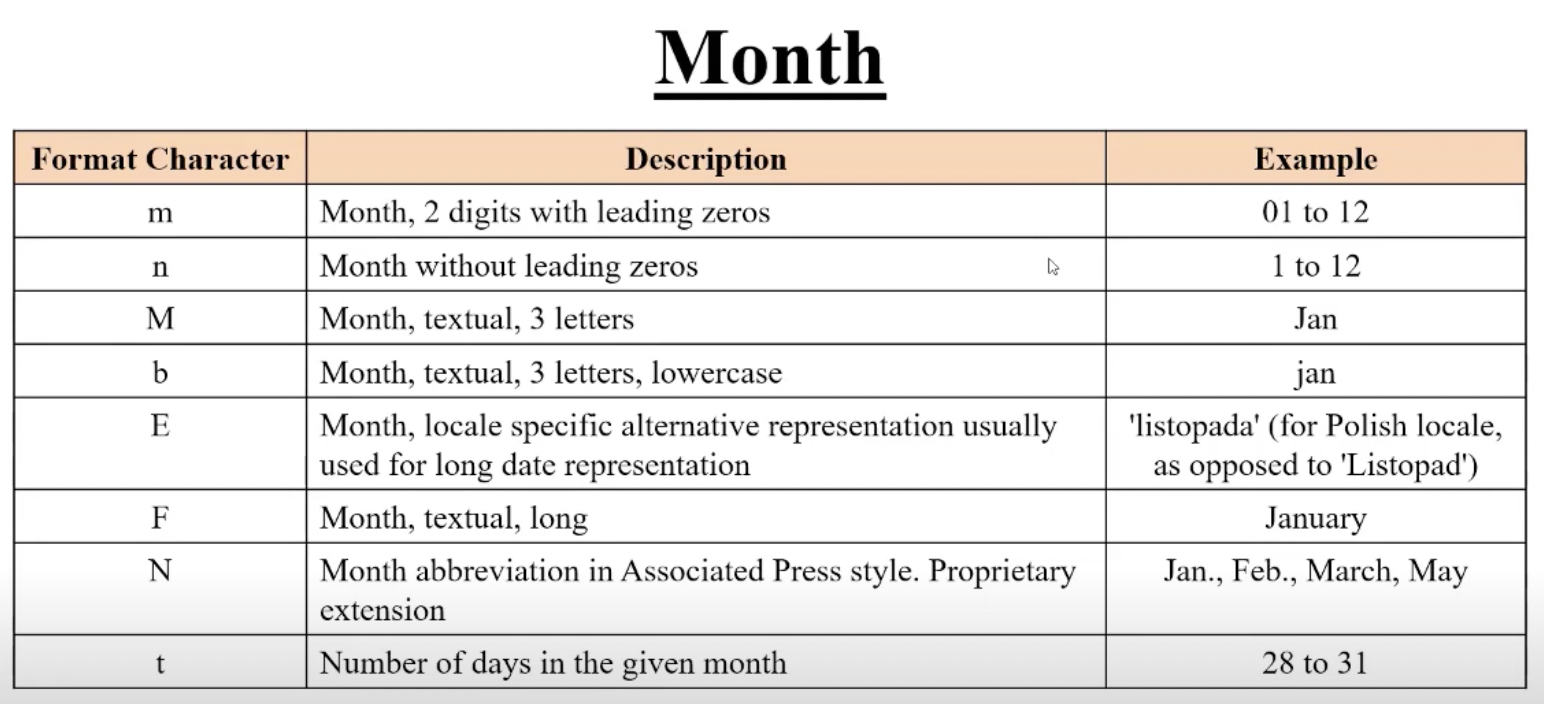 Month
Format Character Description Example
m Month, 2 digits with leading zeros 01 to 12
n Month without leading zeros 1 to 12
M Month, textual, 3 letters Jan
b Month, textual, 3 letters, lowercase jan
E Month, locale specific alternative representation usually 'listopada' (for Polish locale,
used for long date representation as opposed to 'Listopad')
F Month, textual, long January
N Month abbreviation in Associated Press style. Proprietary Jan., Feb., March, May
extension
t Number of days in the given month 28 to 31